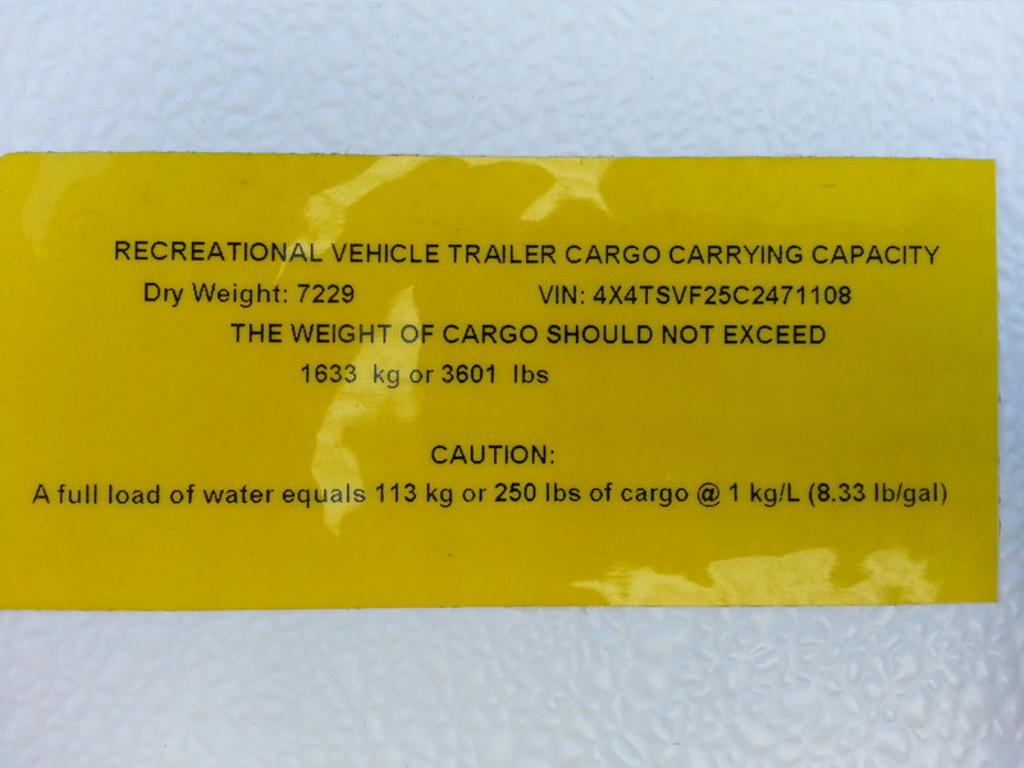 RECREATIONAL VEHICLE TRAILER CARGO CARRYING CAPACITY
Dry Weight: 7229 VIN: 4X4TSVF25C2471108
THE WEIGHT OF CARGO SHOULD NOT EXCEED
1633 kg or 3601 lbs
CAUTION:
A full load of water equals 113 kg or 250 lbs of cargo @ 1 kg/L (8.33 lb/gal)